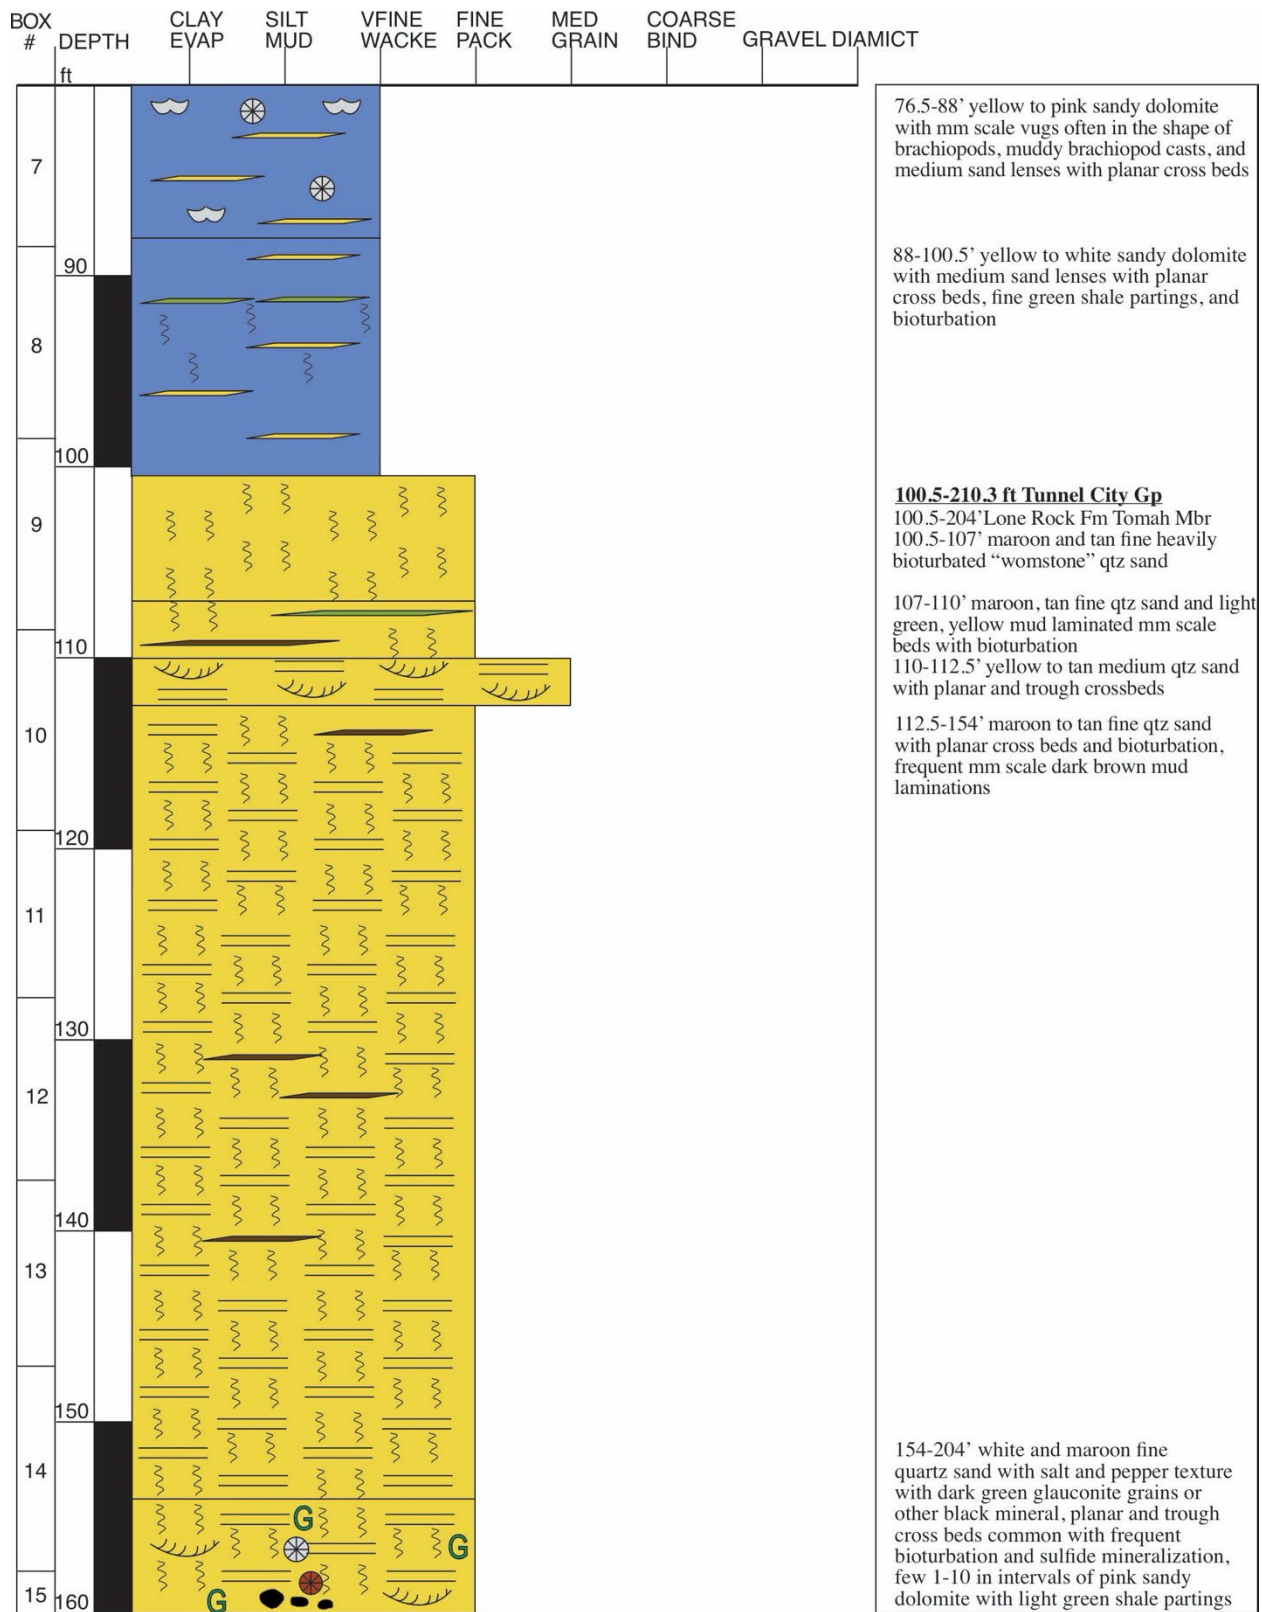 BOX
#
DEPTH
CLAY
EVAP
SILT
MUD
VFINE
WACKE
FINE
PACK
MED
GRAIN
COARSE
BIND
GRAVEL DIAMICT
ft
7
90
8
100
9
110
10
120
11
130
12
140
13
150
14
G
G
G
15
160
76.5-88’ yellow to pink sandy dolomite
with mm scale vugs often in the shape of
brachiopods, muddy brachiopod casts, and
medium sand lenses with planar cross beds
88-100.5’ yellow to white sandy dolomite
with medium sand lenses with planar
cross beds, fine green shale partings, and
bioturbation
100.5-210.3 ft Tunnel City Gp
100.5-204’Lone Rock Fm Tomah Mbr
100.5-107’ maroon and tan fine heavily
bioturbated “womstone” qtz sand
107-110’ maroon, tan fine qtz sand and light
green, yellow mud laminated mm scale
beds with bioturbation
110-112.5’ yellow to tan medium qtz sand
with planar and trough crossbeds
112.5-154’ maroon to tan fine qtz sand
with planar cross beds and bioturbation,
frequent mm scale dark brown mud
laminations
154-204’ white and maroon fine
quartz sand with salt and pepper texture
with dark green glauconite grains or
other black mineral, planar and trough
cross beds common with frequent
bioturbation and sulfide mineralization,
few 1-10 in intervals of pink sandy
dolomite with light green shale partings